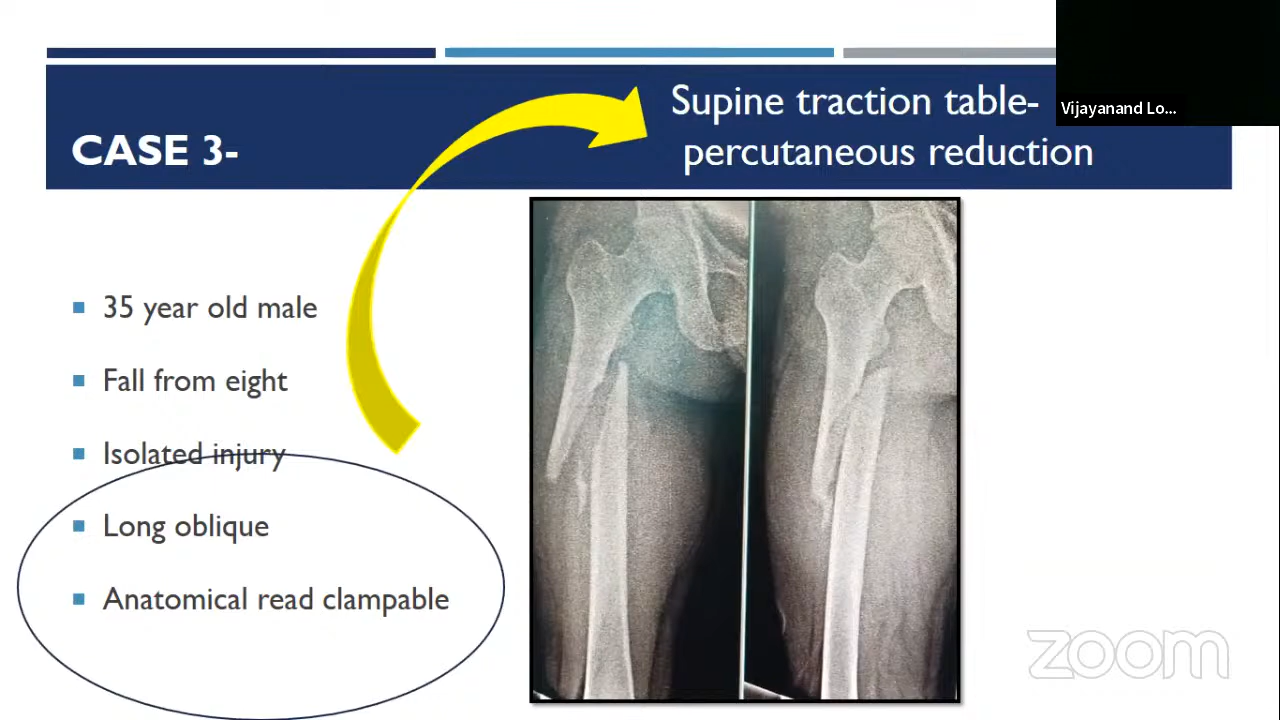 Supine traction table-
percutaneous reduction
Vijayanand Lo...
CASE 3-
35 year old male
Fall from eight
Isolated injury
Long oblique
Anatomical read clampable
zoom